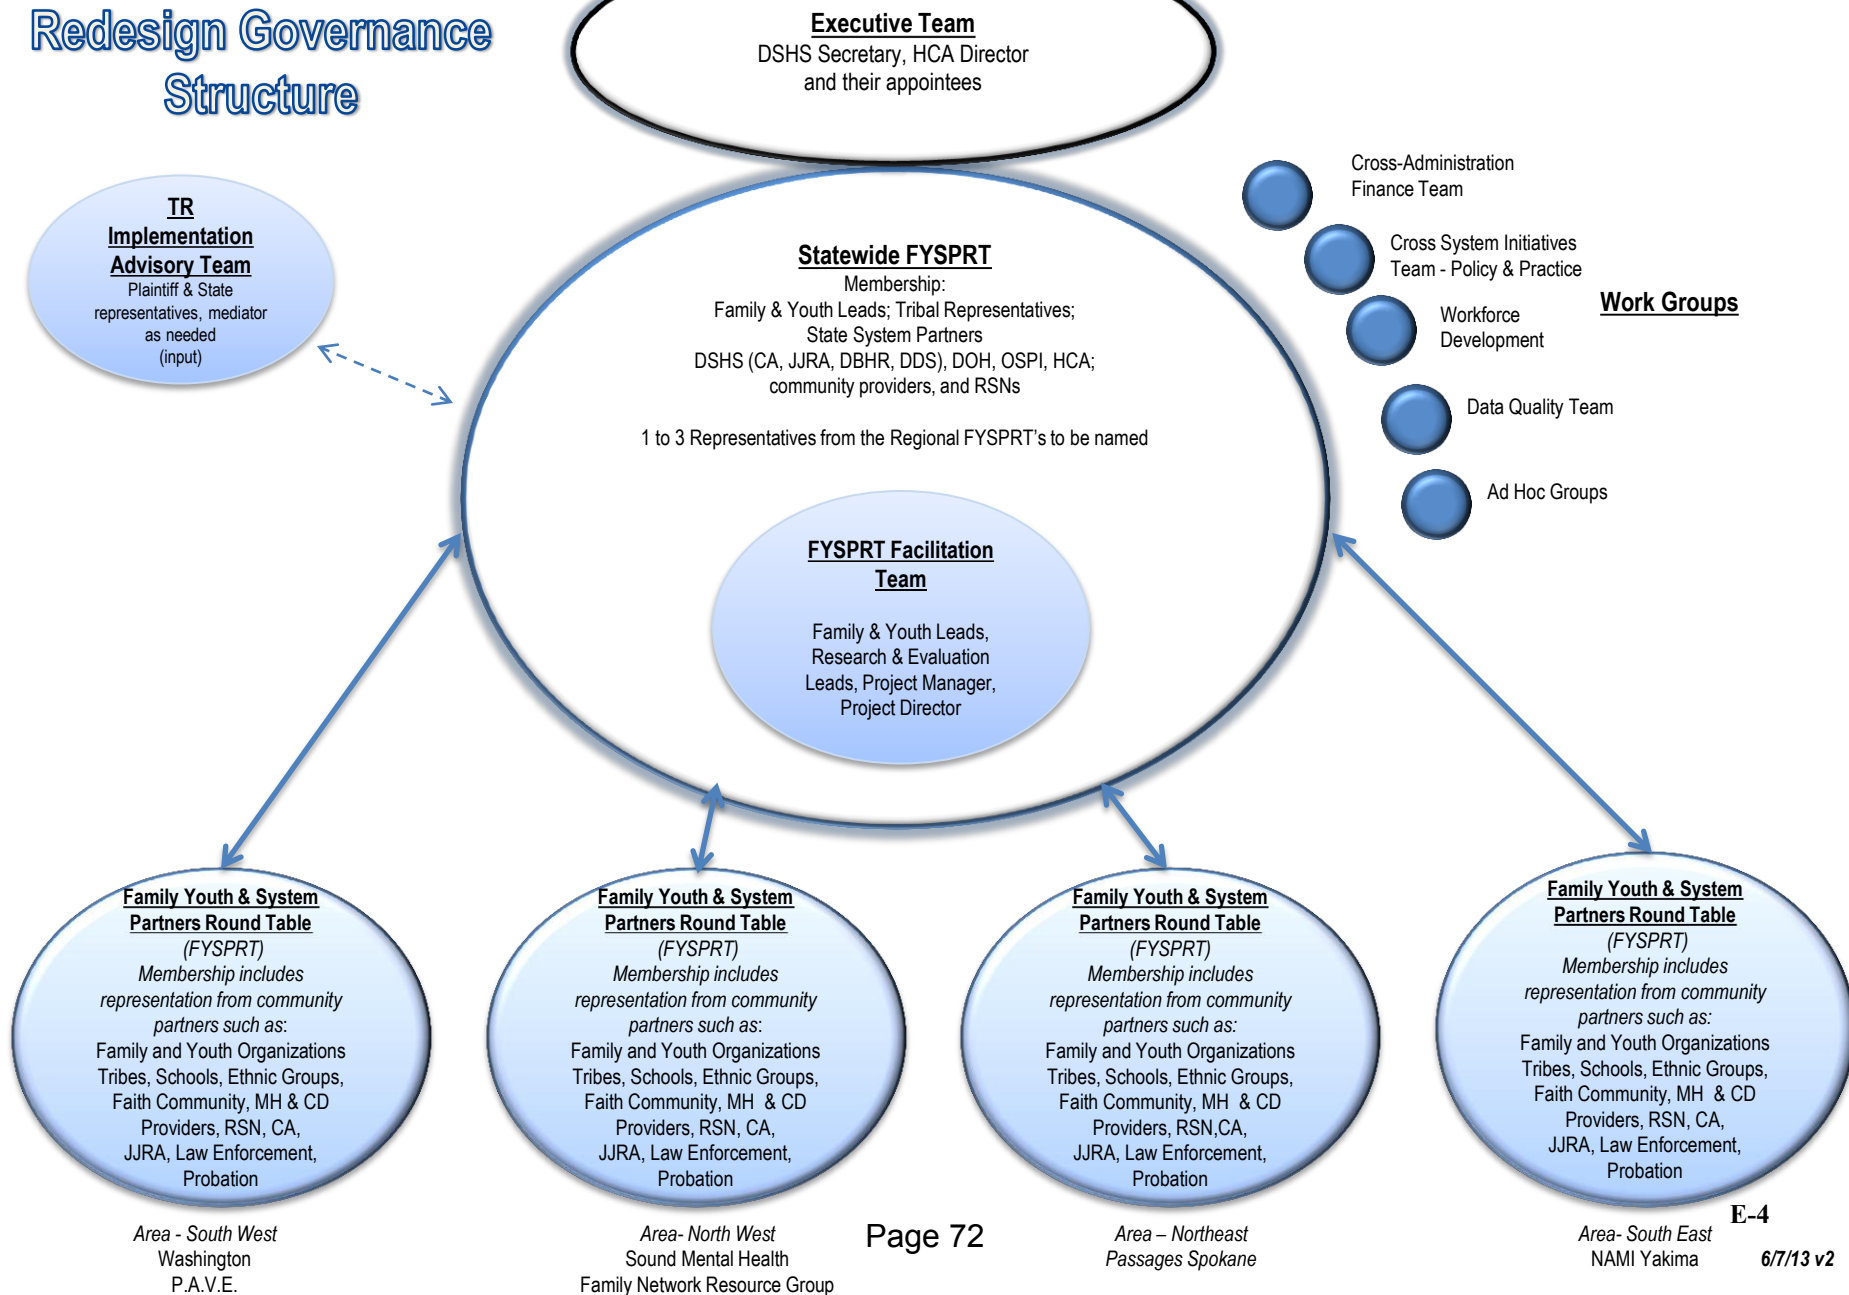 Redesign Governance
Structure
Executive Team
DSHS Secretary, HCA Director
and their appointees
TR
Implementation
Advisory Team
Plaintiff & State
representatives, mediator
as needed
(input)
Statewide FYSPRT
Membership:
Family & Youth Leads; Tribal Representatives;
State System Partners
DSHS (CA, JJRA, DBHR, DDS), DOH, OSPI, HCA;
community providers, and RSNs
1 to 3 Representatives from the Regional FYSPRT's to be named
FYSPRT Facilitation
Team
Family & Youth Leads,
Research & Evaluation
Leads, Project Manager,
Project Director
Cross-Administration
Finance Team
Cross System Initiatives
Team - Policy & Practice
Workforce
Development
Data Quality Team
Ad Hoc Groups
Work Groups
Family Youth & System
Partners Round Table
(FYSPRT)
Membership includes
representation from community
partners such as:
Family and Youth Organizations
Tribes, Schools, Ethnic Groups,
Faith Community, MH & CD
Providers, RSN, CA,
JJRA, Law Enforcement,
Probation
Area - South West
Washington
P.A.V.E.
Family Youth & System
Partners Round Table
(FYSPRT)
Membership includes
representation from community
partners such as:
Family and Youth Organizations
Tribes, Schools, Ethnic Groups,
Faith Community, MH & CD
Providers, RSN, CA,
JJRA, Law Enforcement,
Probation
Area- North West
Sound Mental Health
Family Network Resource Group
Page 72
Family Youth & System
Partners Round Table
(FYSPRT)
Membership includes
representation from community
partners such as:
Family and Youth Organizations
Tribes, Schools, Ethnic Groups,
Faith Community, MH & CD
Providers, RSN,CA,
JJRA, Law Enforcement,
Probation
Area – Northeast
Passages Spokane
Family Youth & System
Partners Round Table
(FYSPRT)
Membership includes
representation from community
partners such as:
Family and Youth Organizations
Tribes, Schools, Ethnic Groups,
Faith Community, MH & CD
Providers, RSN, CA,
JJRA, Law Enforcement,
Probation
Area- South East
NAMI Yakima
E-4
6/7/13 v2